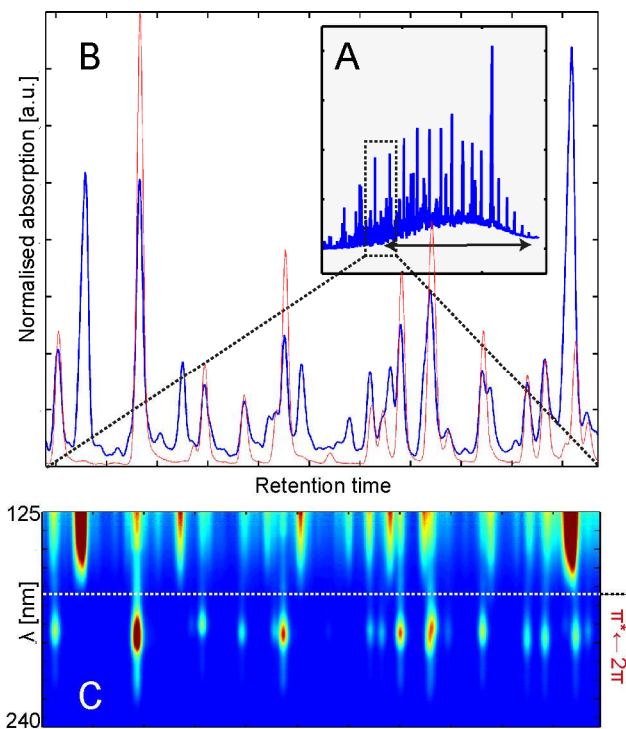 B
A
Normalised absorption [a.u.]
Retention time
125
λ [nm]
240
C
π*←2π